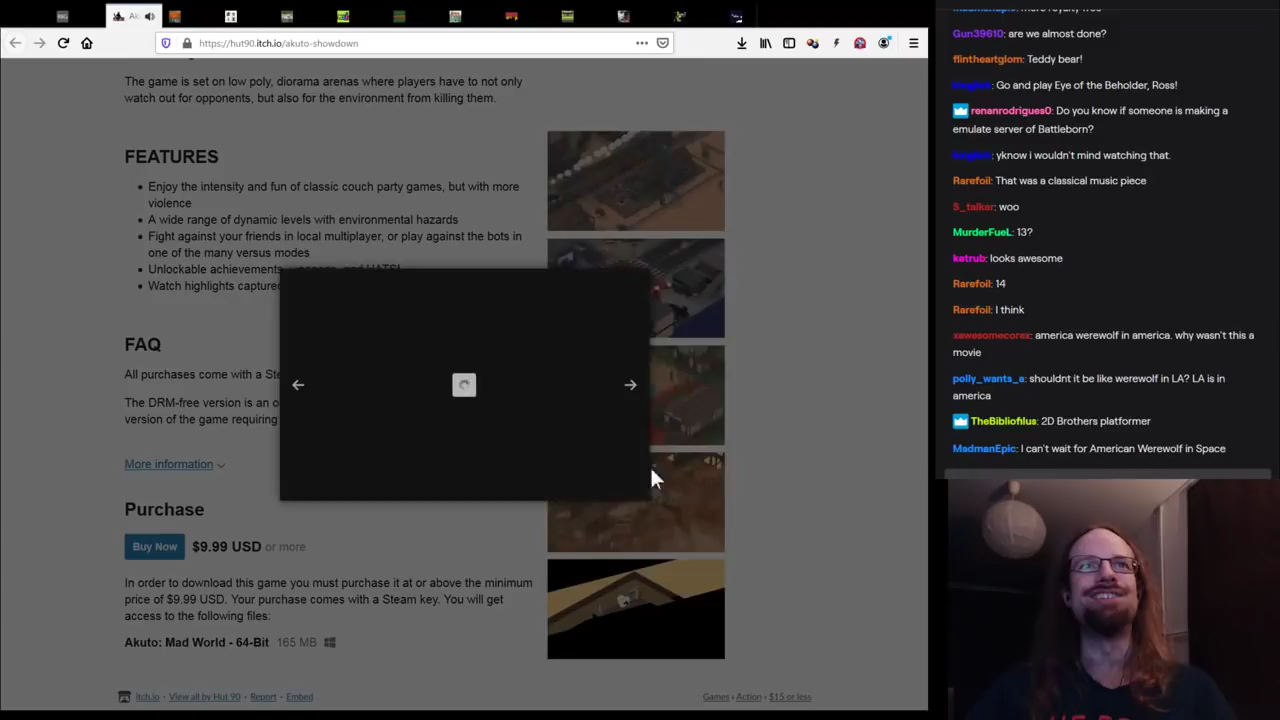 Ak
https://hut90.itch.io/akuto-showdown
The game is set on low poly, diorama arenas where players have to not only
watch out for opponents, but also for the environment from killing them.
FEATURES
Enjoy the intensity and fun of classic couch party games, but with more
violence
A wide range of dynamic levels with environmental hazards
Fight against your friends in local multiplayer, or play against the bots in
one of the many versus modes
Unlockable achievements, weapons, and HATS!
Watch highlights captured
FAQ
All purchases come with a Ste
The DRM-free version is an o
version of the game requiring
More information
Purchase
Buy Now $9.99 USD or more
In order to download this game you must purchase it at or above the minimum
price of $9.99 USD. Your purchase comes with a Steam key. You will get
access to the following files:
Akuto: Mad World - 64-Bit 165 MB
itch.io · View all by Hut 90 · Report · Embed
Games › Action › $15 or less
Gun39610: are we almost done?
flintheartglom: Teddy bear!
: Go and play Eye of the Beholder, Ross!
renanrodrigues0: Do you know if someone is making a
emulate server of Battleborn?
: yknow i wouldn't mind watching that.
Rarefoil: That was a classical music piece
S_talker: woo
MurderFueL: 13?
ketrub: looks awesome
Rarefoil: 14
Rarefoil: I think
xawesomecorex: america werewolf in america. why wasn't this a
movie
polly_wants_a: shouldnt it be like werewolf in LA? LA is in
america
TheBibliofilus: 2D Brothers platformer
MadmanEpic: I can't wait for American Werewolf in Space